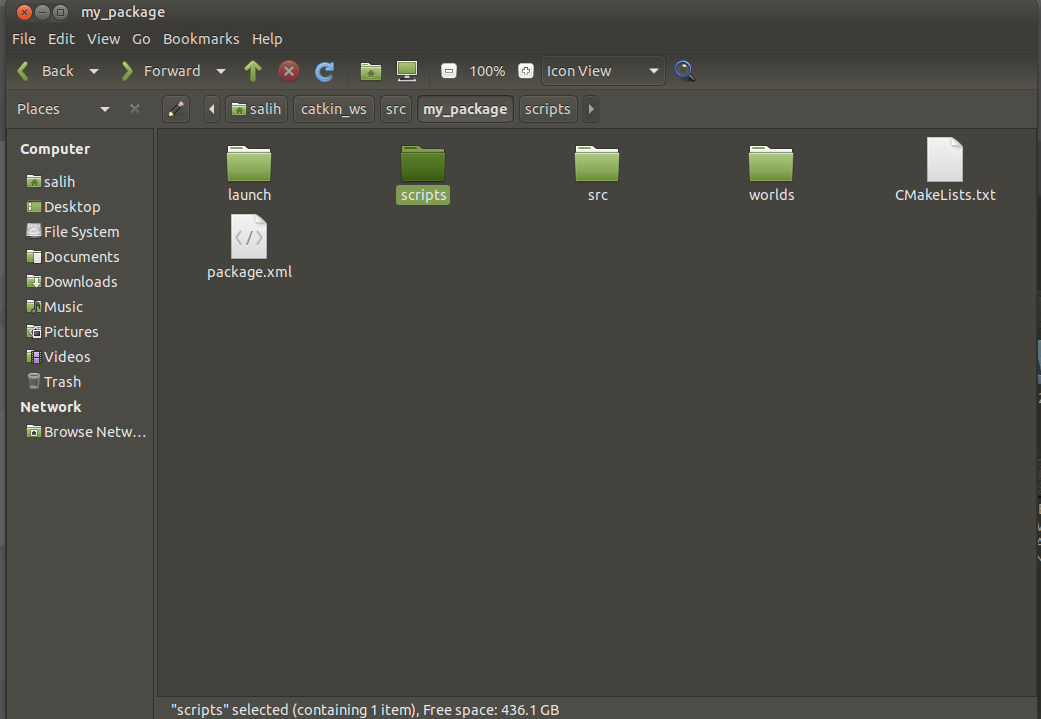 my_package
File Edit View Go Bookmarks Help
Back Forward 100% Icon View
Places salih catkin_ws src my_package scripts
Computer
salih
Desktop
File System
Documents
Downloads
Music
Pictures
Videos
Trash
Network
Browse Netw...
launch scripts src worlds CMakeLists.txt
package.xml
"scripts" selected (containing 1 item), Free space: 436.1 GB